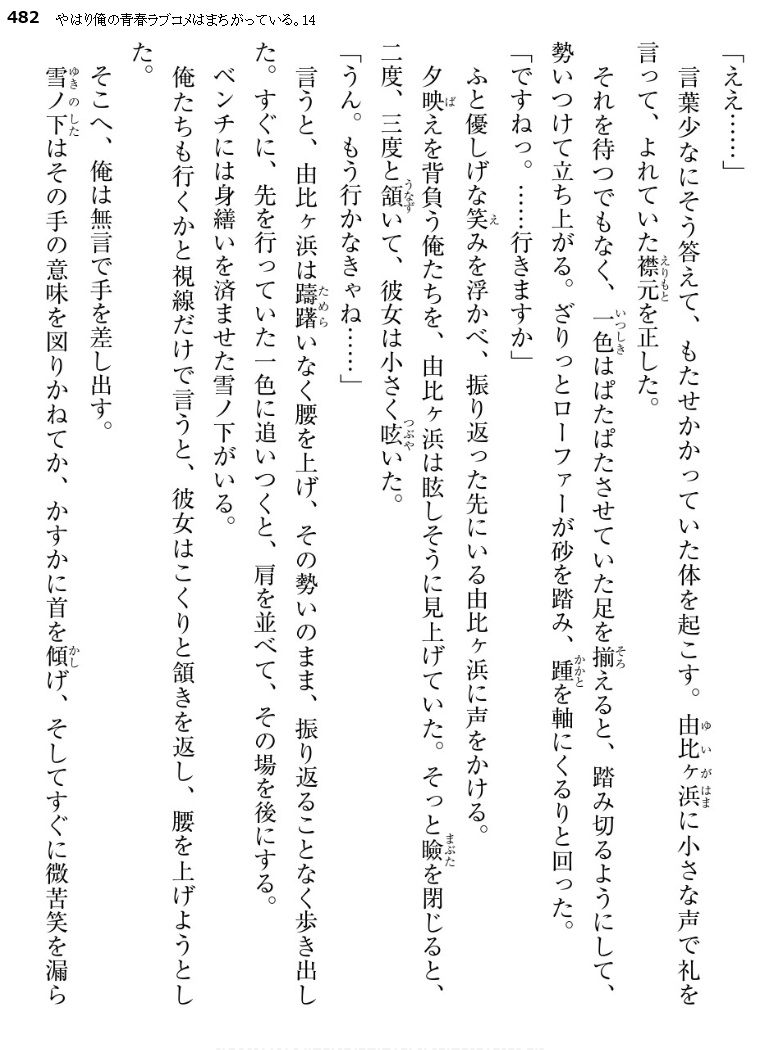 482 やはり俺の青春ラブコメはまちがっている。14
「ええ……」
言葉少なにそう答えて、もたせかかっていた体を起こす。由比ヶ浜に小さな声で礼を
言って、よれていた襟元を正した。
それを待つでもなく、一色はぱたぱたさせていた足を揃えると、踏み切るようにして、
勢いつけて立ち上がる。ざりっとローファーが砂を踏み、踵を軸にくるりと回った。
「ですねっ。……行きますか」
ふと優しげな笑みを浮かべ、振り返った先にいる由比ヶ浜に声をかける。
夕映えを背負う俺たちを、由比ヶ浜は眩しそうに見上げていた。そっと瞼を閉じると、
二度、三度と頷いて、彼女は小さく呟いた。
「うん。もう行かなきゃね……」
言うと、由比ヶ浜は躊躇いなく腰を上げ、その勢いのまま、振り返ることなく歩き出し
た。すぐに、先を行っていた一色に追いつくと、肩を並べて、その場を後にする。
ベンチには身繕いを済ませた雪ノ下がいる。
俺たちも行くかと視線だけで言うと、彼女はこくりと頷きを返し、腰を上げようとし
た。
そこへ、俺は無言で手を差し出す。
雪ノ下はその手の意味を図りかねてか、かすかに首を傾げ、そしてすぐに微苦笑を漏ら